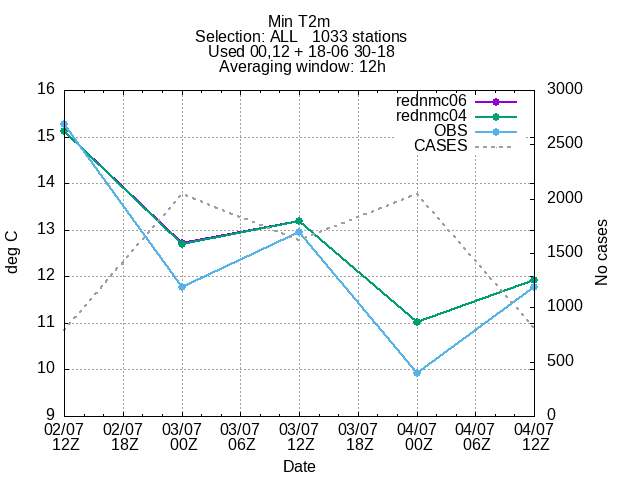 Min T2m
Selection: ALL   1033 stations
Used 00,12 + 18-06 30-18
Averaging window: 12h
rednmc06
rednmc04
OBS
CASES
16
15
14
13
12
11
10
9
deg C
3000
2500
2000
1500
1000
500
0
No cases
02/07 02/07 03/07 03/07 03/07 03/07 04/07 04/07 04/07
12Z 18Z 00Z 06Z 12Z 18Z 00Z 06Z 12Z
Date